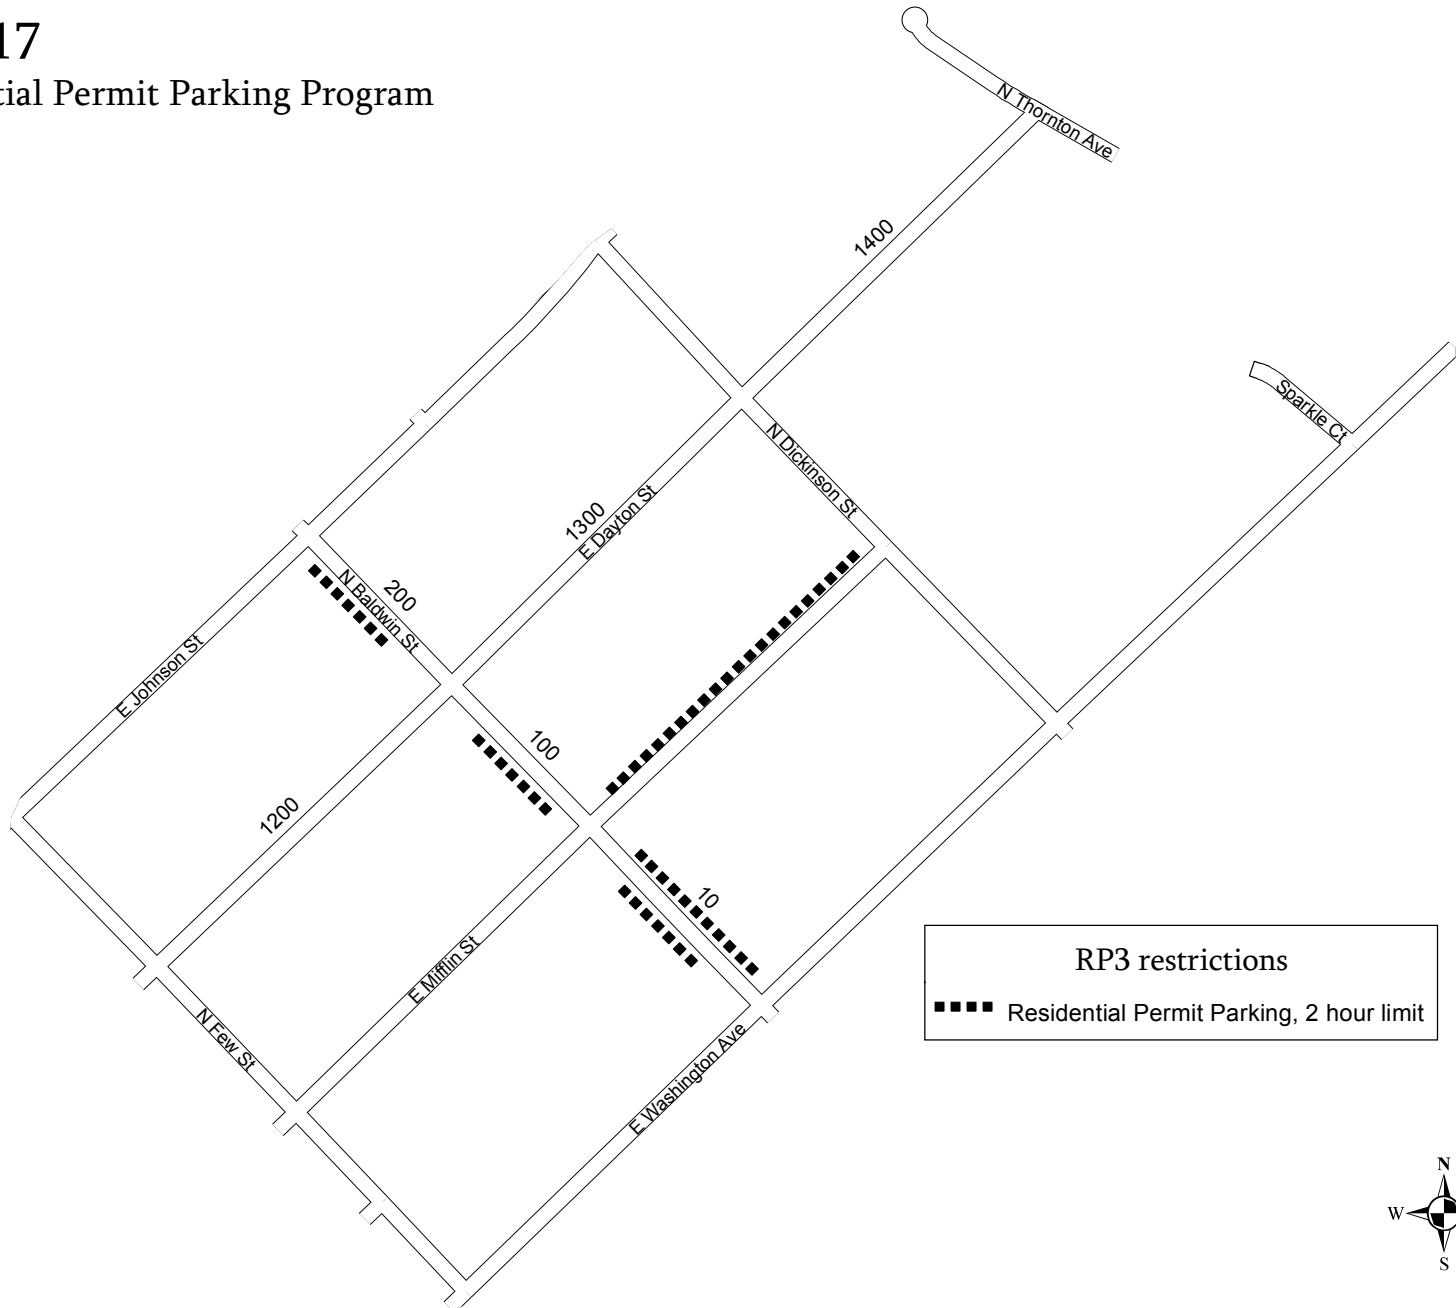 17
tial Permit Parking Program
N Thornton Ave
1400
Sparkle Ct
N Dickinson St
1300
E Dayton St
200
N Baldwin St
E Johnson St
100
1200
10
E Mifflin St
RP3 restrictions
Residential Permit Parking, 2 hour limit
N Few St
E Washington Ave
N
W
S